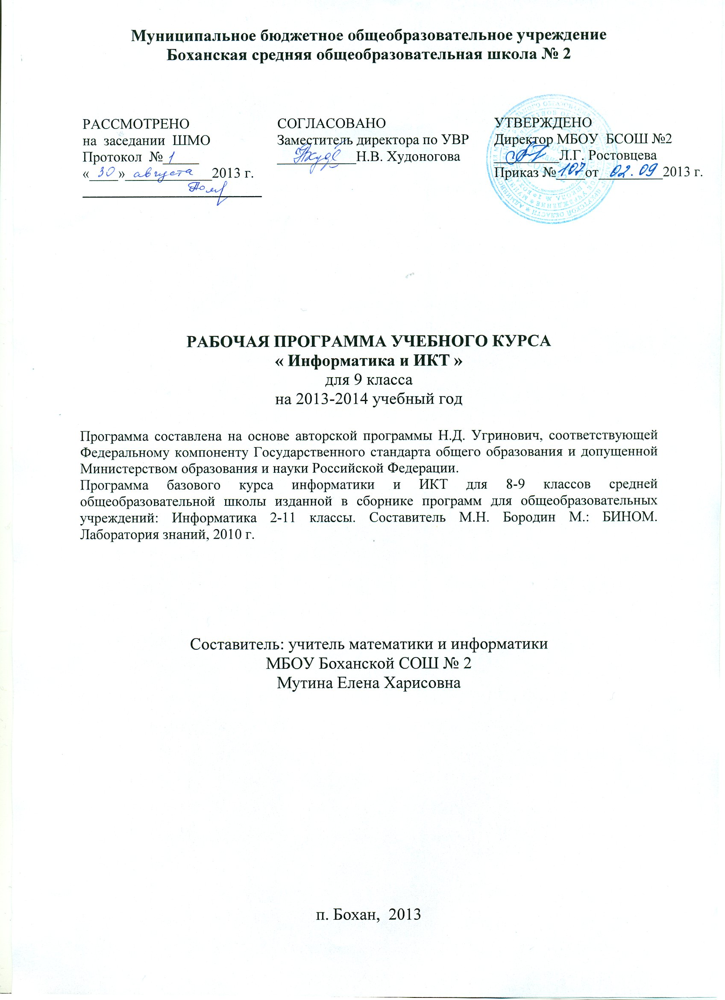 Муниципальное бюджетное общеобразовательное учреждение
Боханская средняя общеобразовательная школа № 2
РАССМОТРЕНО
на заседании ШМО
Протокол № 1
« 30 » августа 2013 г.
СОГЛАСОВАНО
Заместитель директора по УВР
Н.В. Худоногова
УТВЕРЖДЕНО
Директор МБОУ БСОШ №2
Л.Г. Ростовцева
Приказ № 107 от 02.09 2013 г.
РАБОЧАЯ ПРОГРАММА УЧЕБНОГО КУРСА
« Информатика и ИКТ »
для 9 класса
на 2013-2014 учебный год
Программа составлена на основе авторской программы Н.Д. Угринович, соответствующей
Федеральному компоненту Государственного стандарта общего образования и допущенной
Министерством образования и науки Российской Федерации.
Программа базового курса информатики и ИКТ для 8-9 классов средней
общеобразовательной школы изданной в сборнике программ для общеобразовательных
учреждений: Информатика 2-11 классы. Составитель М.Н. Бородин М.: БИНОМ.
Лаборатория знаний, 2010 г.
Составитель: учитель математики и информатики
МБОУ Боханской СОШ № 2
Мутина Елена Харисовна
п. Бохан, 2013